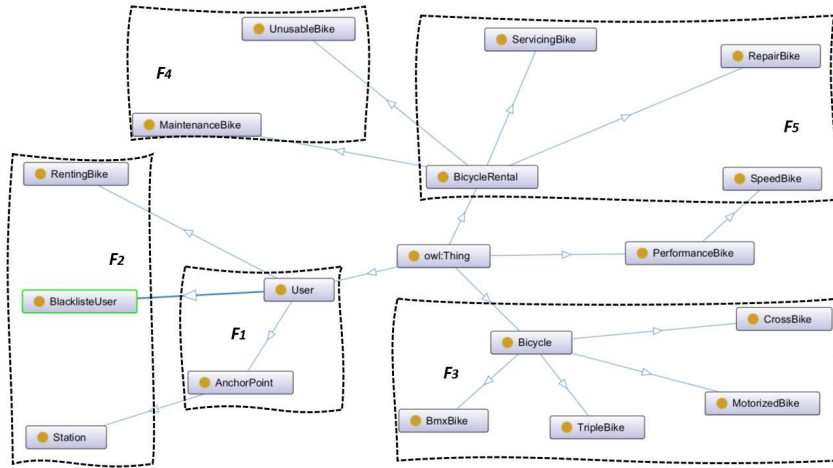 UnusableBike
ServicingBike
RepairBike
F4
MaintenanceBike
F5
RentingBike
BicycleRental
SpeedBike
F2
owl:Thing
PerformanceBike
User
BlacklisteUser
F1
CrossBike
Bicycle
F3
AnchorPoint
MotorizedBike
BmxBike
TripleBike
Station